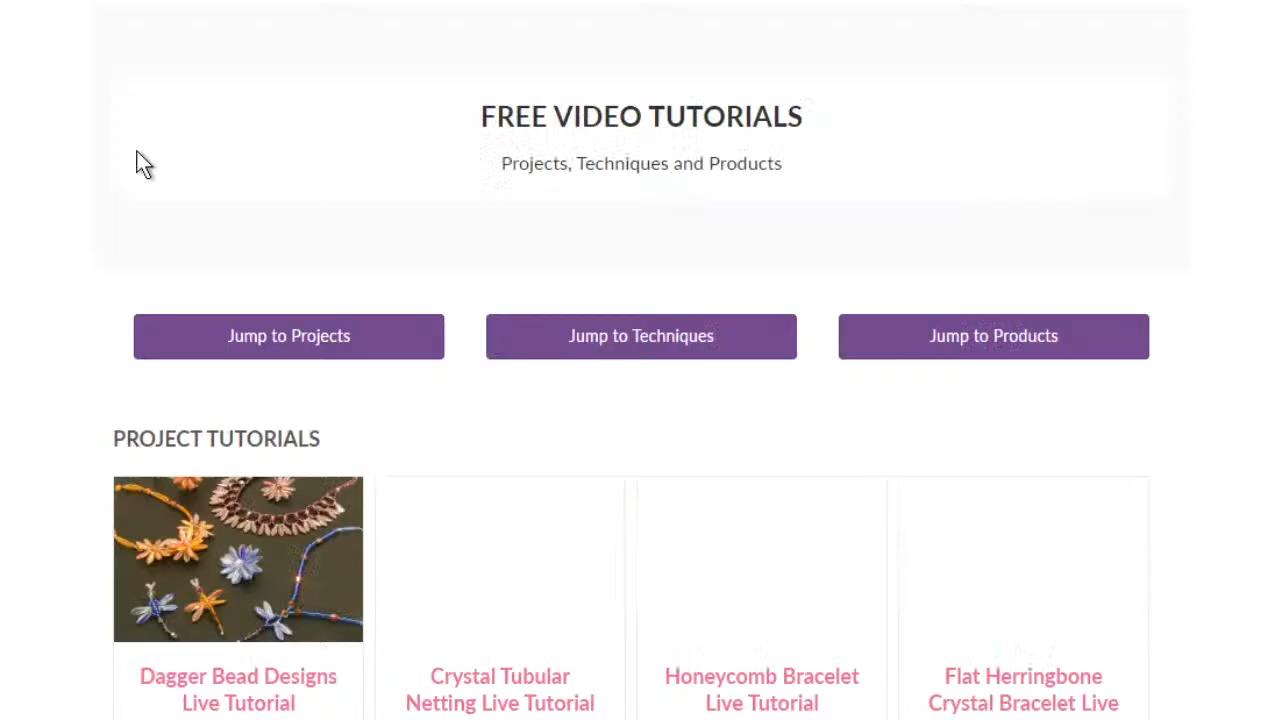 FREE VIDEO TUTORIALS
Projects, Techniques and Products
Jump to Projects
Jump to Techniques
Jump to Products
PROJECT TUTORIALS
Dagger Bead Designs
Live Tutorial
Crystal Tubular
Netting Live Tutorial
Honeycomb Bracelet
Live Tutorial
Flat Herringbone
Crystal Bracelet Live